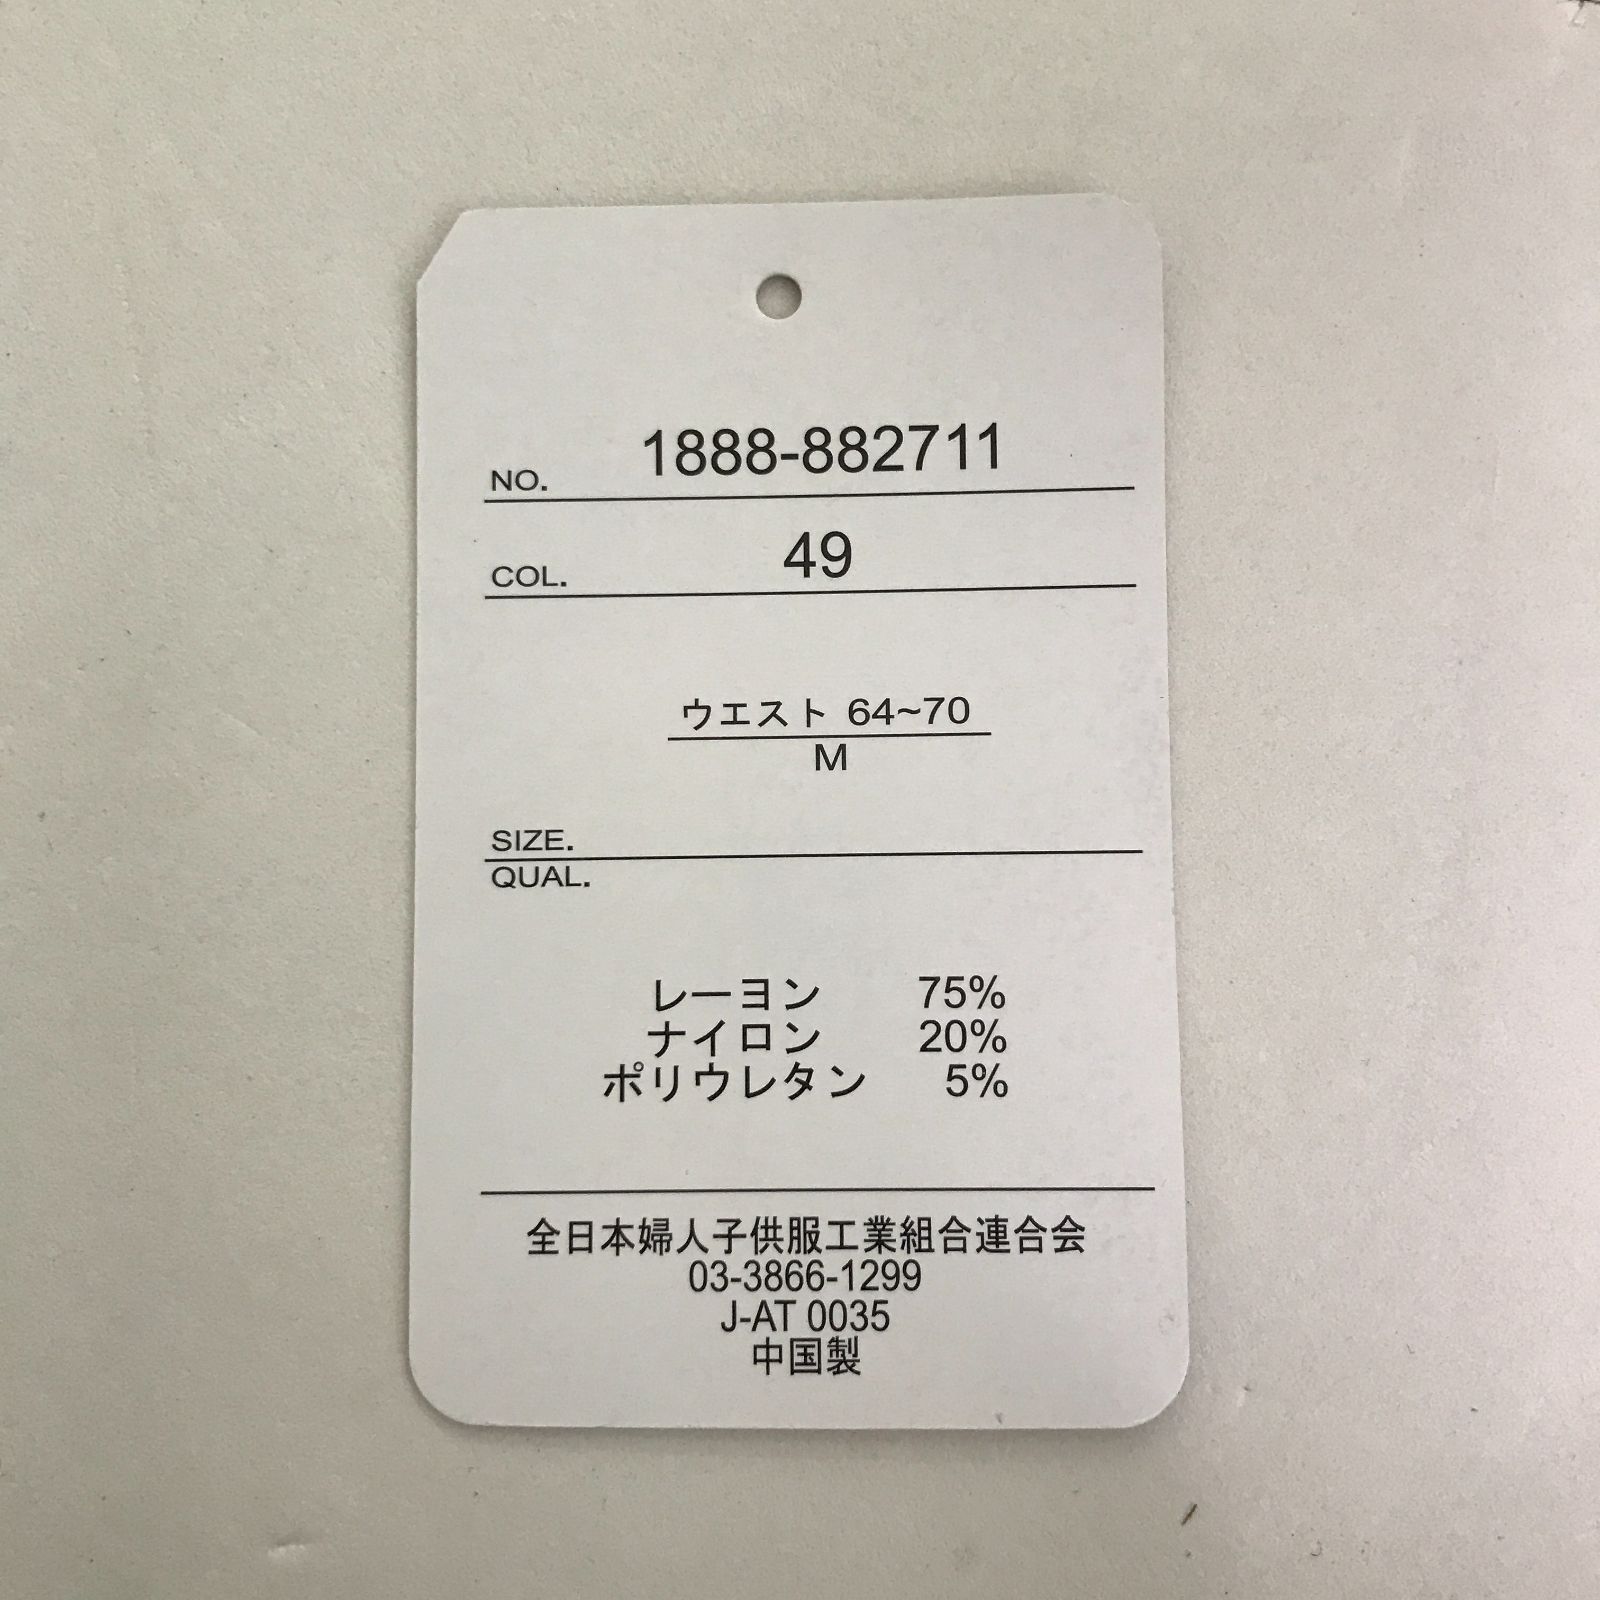 NO. 1888-882711
COL. 49
ウエスト 64~70
M
SIZE.
QUAL.
レーヨン 75%
ナイロン 20%
ポリウレタン 5%
全日本婦人子供服工業組合連合会
03-3866-1299
J-AT 0035
中国製